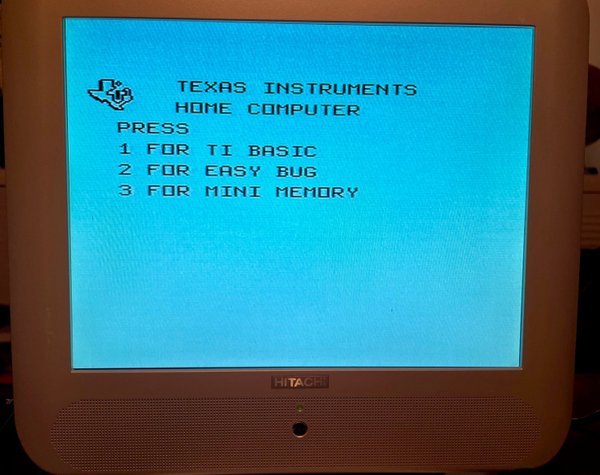 TEXAS INSTRUMENTS
HOME COMPUTER
PRESS
1 FOR TI BASIC
2 FOR EASY BUG
3 FOR MINI MEMORY
HITACHI